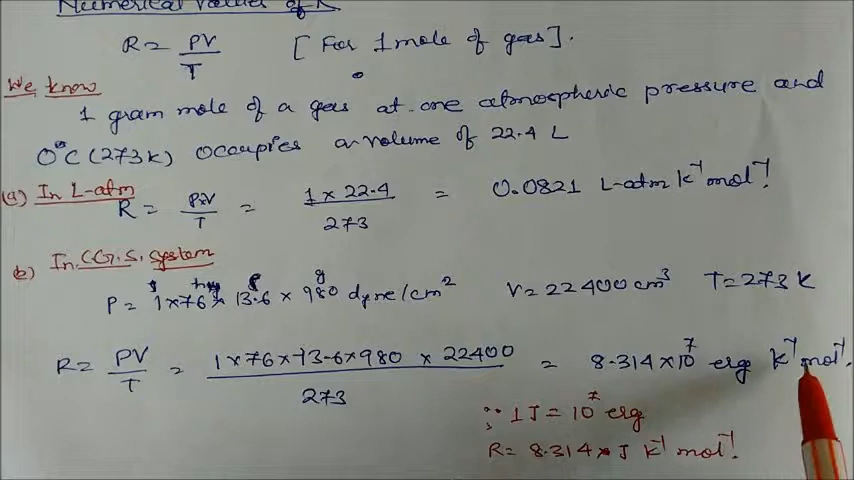 Numerical values of R
R = PV/T [For 1 mole of gas].
We know
1 gram mole of a gas at one atmospheric pressure and
0°C (273K) occupies a volume of 22.4 L
(a) In L-atm
R = P×V/T = 1 × 22.4/273 = 0.0821 L-atm K⁻¹ mol⁻¹.
b) In C.G.S. system
P = 1×76 × 13.6 × 980 dyne/cm² V = 22400 cm³ T = 273 K
R = PV/T = 1×76×13.6×980 × 22400/273 = 8.314×10⁷ erg K⁻¹ mol⁻¹.
∵ 1J = 10⁷ erg
R = 8.314 × J K⁻¹ mol⁻¹.